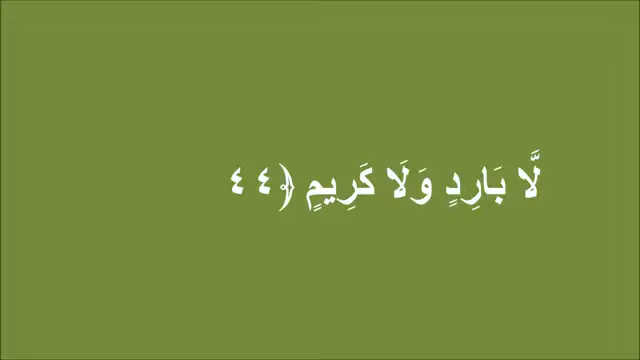 لَّا بَارِدٍ وَلَا كَرِيمٍ ﴿٤٤